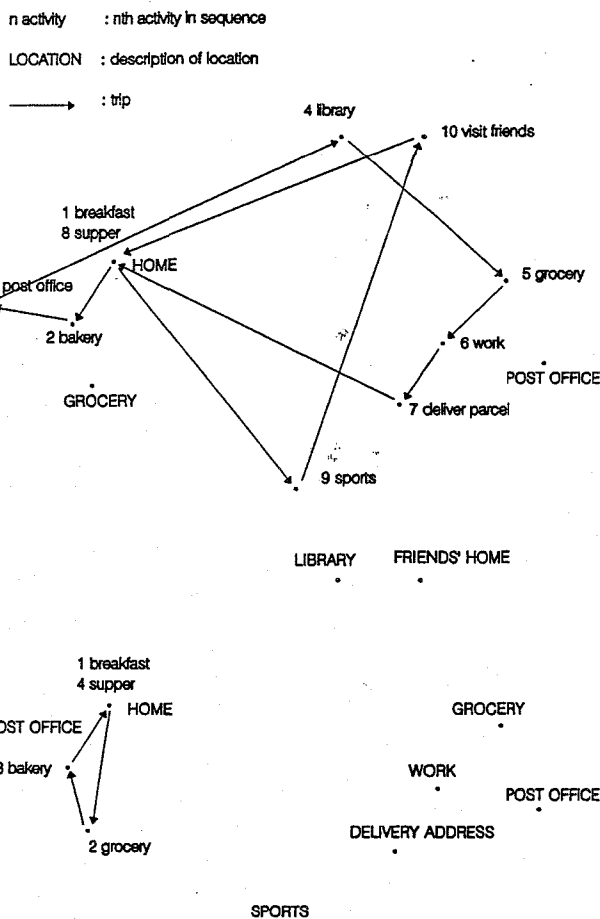 n activity : nth activity in sequence
LOCATION : description of location
: trip
4 library
10 visit friends
1 breakfast
8 supper
HOME
post office
5 grocery
2 bakery
6 work
POST OFFICE
GROCERY
7 deliver parcel
9 sports
LIBRARY
FRIENDS' HOME
1 breakfast
4 supper
HOME
GROCERY
OST OFFICE
3 bakery
WORK
POST OFFICE
DELIVERY ADDRESS
2 grocery
SPORTS